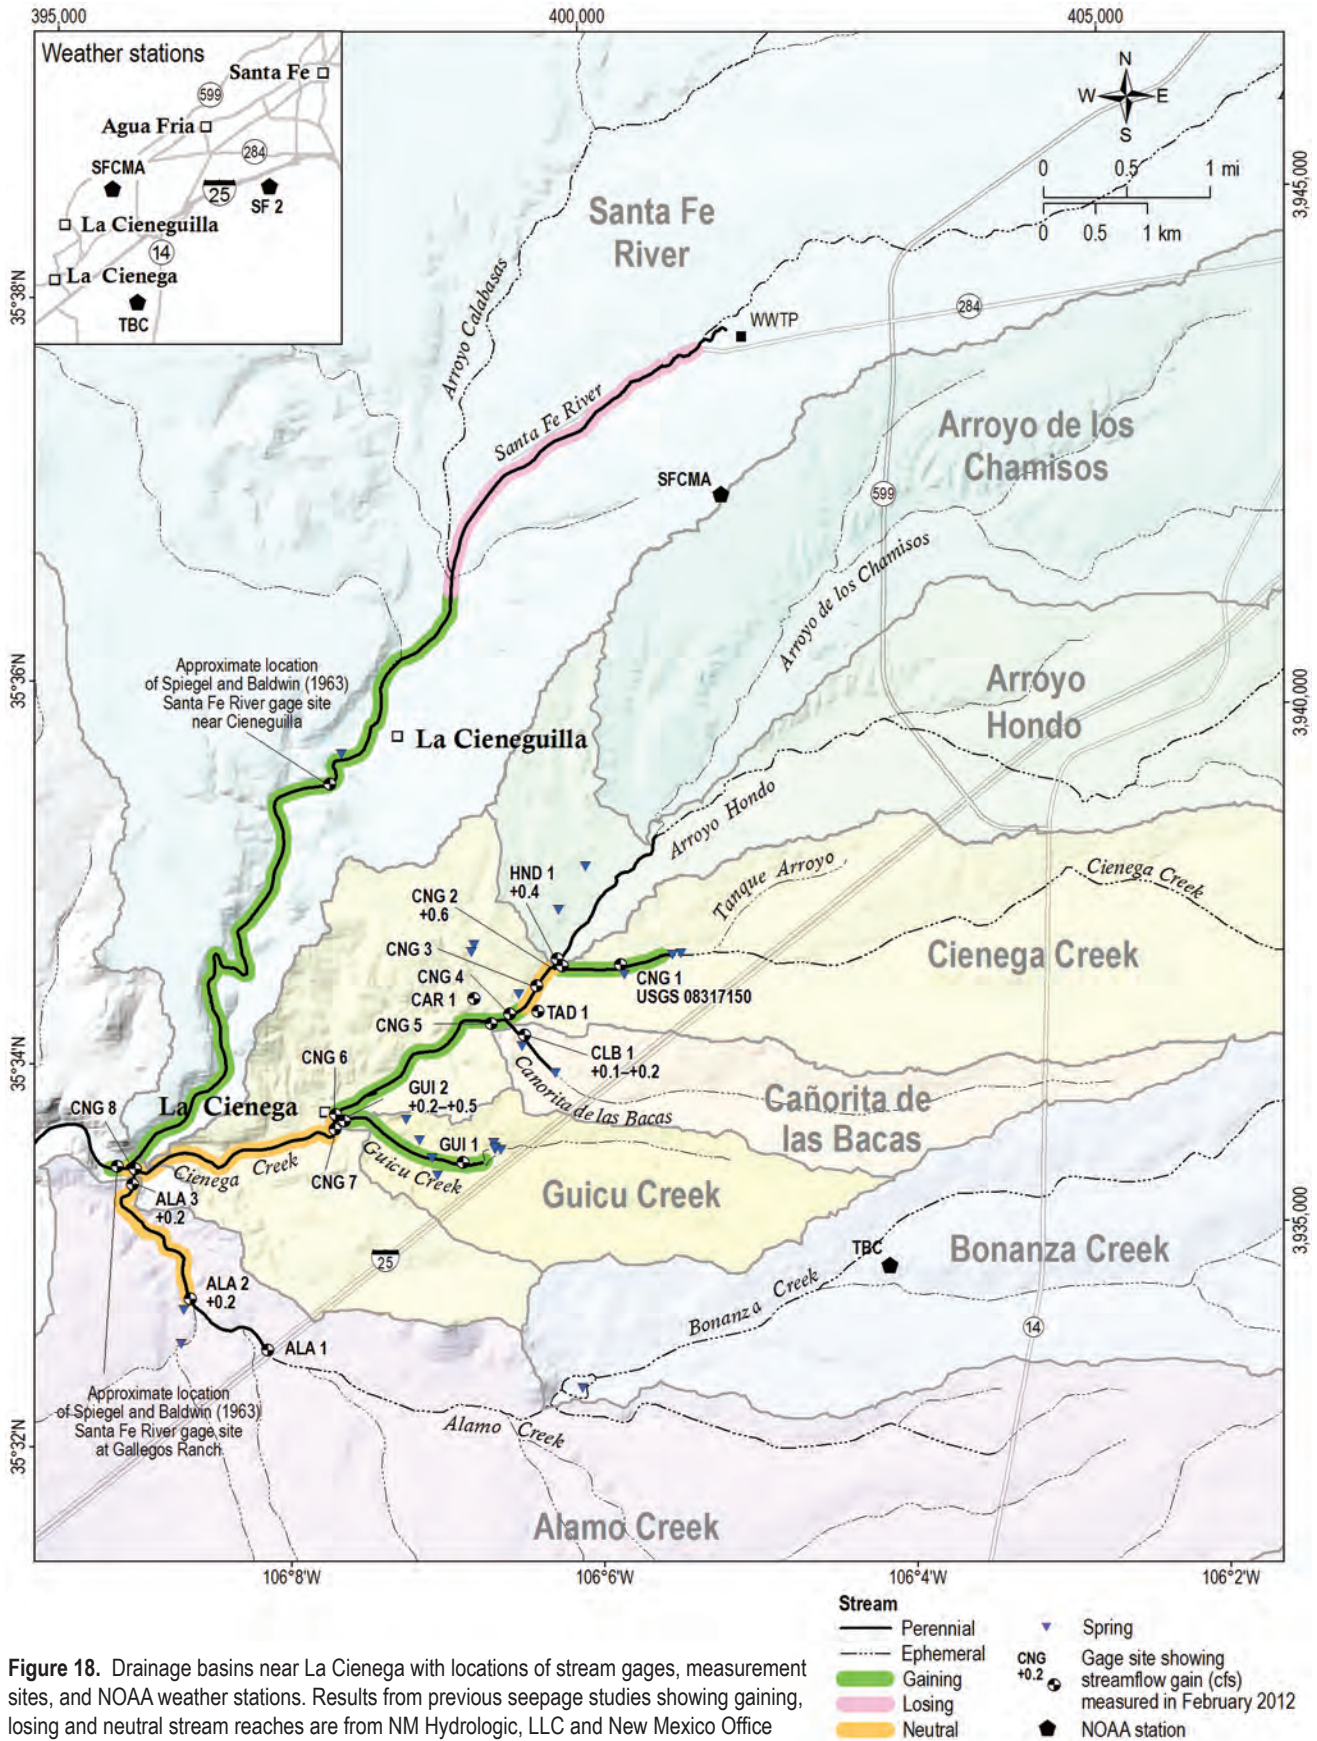 395,000
400,000
405,000
Weather stations
Santa Fe
599
Agua Fria
284
SFCMA
25
SF 2
La Cieneguilla
14
La Cienega
TBC
N
W E
S
0 0.5 1 mi
0 0.5 1 km
3,945,000
35°38'N
Santa Fe
River
Arroyo Calabasas
WWTP
284
Santa Fe River
SFCMA
599
Arroyo de los
Chamisos
Arroyo de los Chamisos
35°36'N
3,940,000
Approximate location
of Spiegel and Baldwin (1963)
Santa Fe River gage site
near Cieneguilla
La Cieneguilla
Arroyo
Hondo
Arroyo Hondo
Tanque Arroyo
Cienega Creek
HND 1
+0.4
CNG 2
+0.6
CNG 3
CNG 4
CAR 1
CNG 5
TAD 1
CNG 1
USGS 08317150
Cienega Creek
35°34'N
CNG 6
CLB 1
+0.1–+0.2
Cañorita de las Bacas
Cañorita de
las Bacas
GUI 2
+0.2–+0.5
CNG 8
La Cienega
GUI 1
Guicu Creek
Cienega Creek
CNG 7
Guicu Creek
ALA 3
+0.2
3,935,000
TBC
Bonanza Creek
25
ALA 2
+0.2
Bonanza Creek
14
ALA 1
Approximate location
of Spiegel and Baldwin (1963)
Santa Fe River gage site
at Gallegos Ranch
Alamo Creek
35°32'N
Alamo Creek
106°8'W
106°6'W
106°4'W
106°2'W
Stream
Perennial
Ephemeral
Gaining
Losing
Neutral
Spring
CNG
+0.2
Gage site showing
streamflow gain (cfs)
measured in February 2012
NOAA station
Figure 18. Drainage basins near La Cienega with locations of stream gages, measurement
sites, and NOAA weather stations. Results from previous seepage studies showing gaining,
losing and neutral stream reaches are from NM Hydrologic, LLC and New Mexico Office